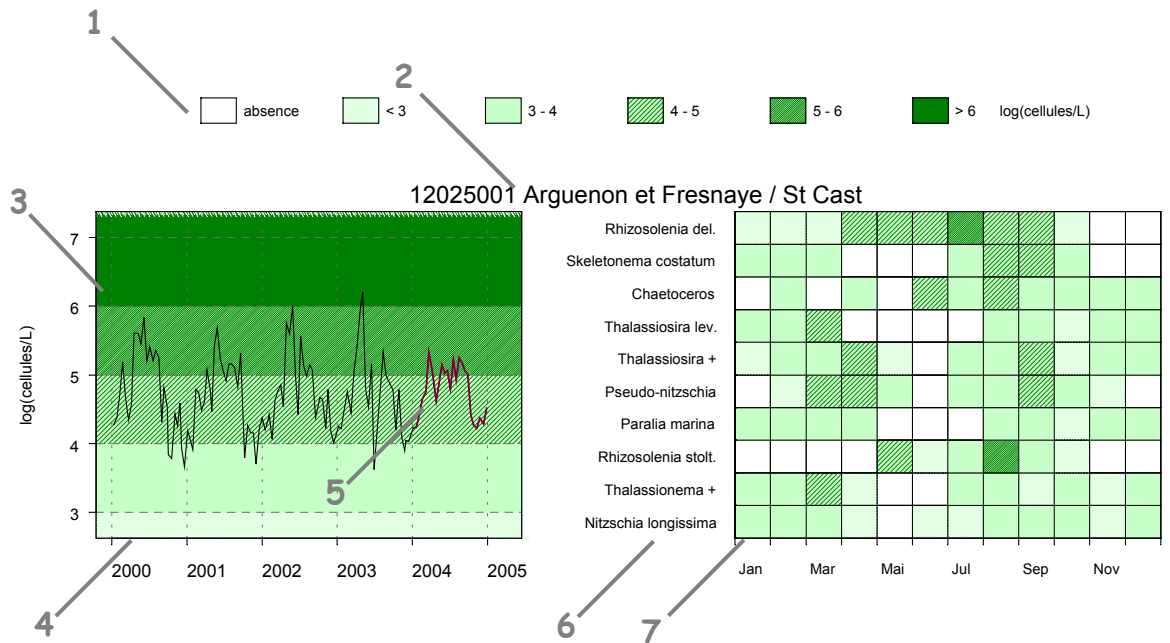 1
2
absence < 3 3 - 4 4 - 5 5 - 6 > 6 log(cellules/L)
12025001 Arguenon et Fresnaye / St Cast
3
log(cellules/L)
7
6
5
4
3
2000 2001 2002 2003 2004 2005
5
4
Rhizosolenia del.
Skeletonema costatum
Chaetoceros
Thalassiosira lev.
Thalassiosira +
Pseudo-nitzschia
Paralia marina
Rhizosolenia stolt.
Thalassionema +
Nitzschia longissima
Jan Mar Mai Jul Sep Nov
6
7